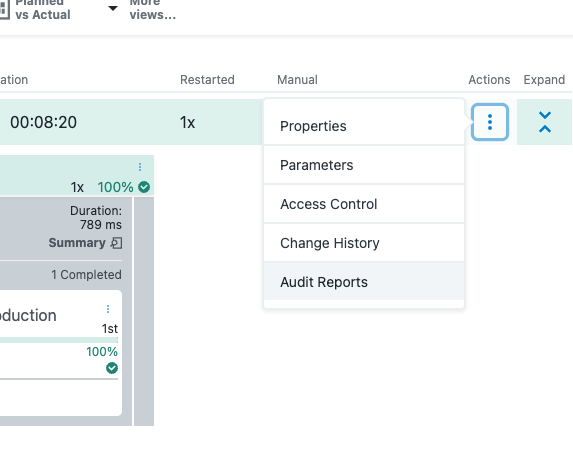 Planned
vs Actual
More
views...
ation
Restarted
Manual
Actions
Expand
00:08:20
1x
Properties
Parameters
Access Control
Change History
Audit Reports
1x 100%
Duration:
789 ms
Summary
1 Completed
oduction
1st
100%